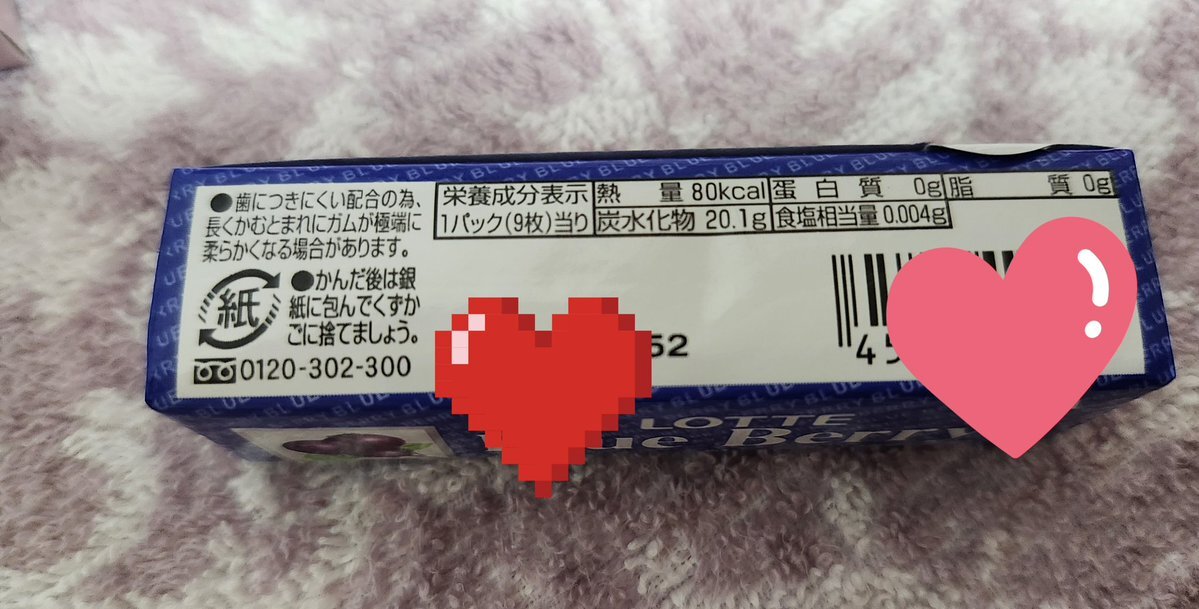 ●歯につきにくい配合の為、
長くかむとまれにガムが極端に
柔らかくなる場合があります。
紙
●かんだ後は銀
紙に包んでくずか
ごに捨てましょう。
0120-302-300
栄養成分表示 熱量 80kcal 蛋白質 0g 脂質 0g
1パック(9枚)当り 炭水化物 20.1g 食塩相当量 0.004g
52
45
LOTTE
ue Berry